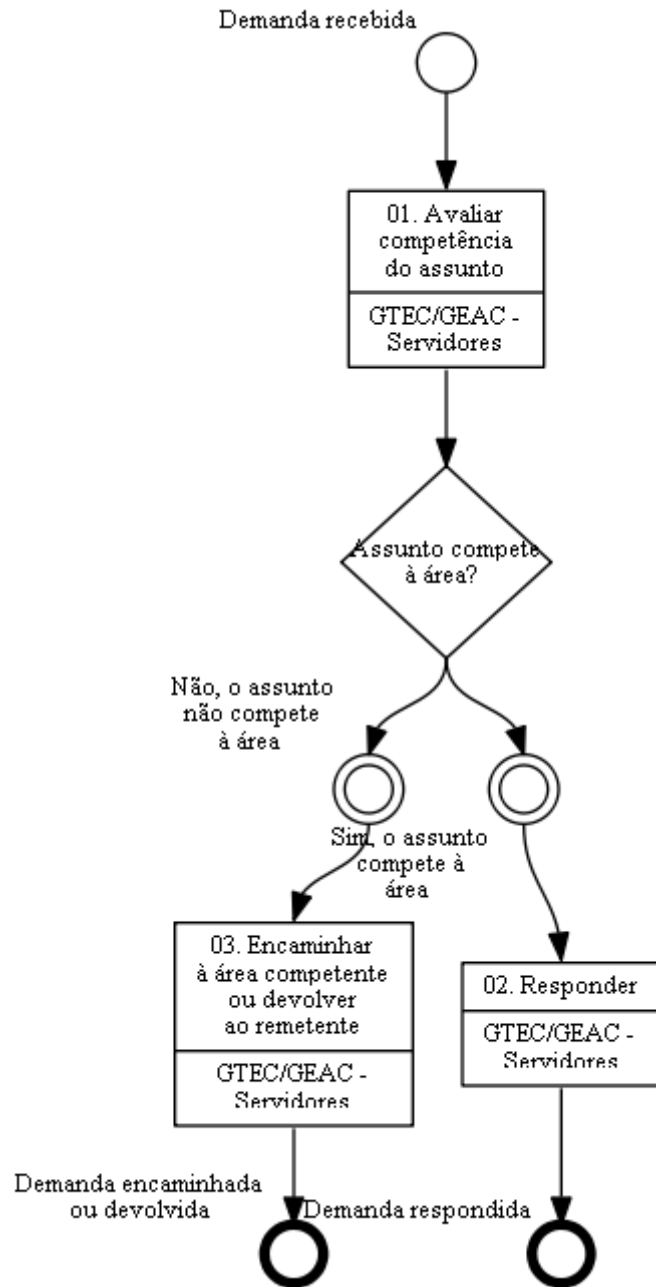 Demanda recebida
01. Avaliar
competência
do assunto
GTEC/GEAC -
Servidores
Assunto compete
à área?
Não, o assunto
não compete
à área
Sim, o assunto
compete à
área
03. Encaminhar
à área competente
ou devolver
ao remetente
GTEC/GEAC -
Servidores
02. Responder
GTEC/GEAC -
Servidores
Demanda encaminhada
ou devolvida
Demanda respondida